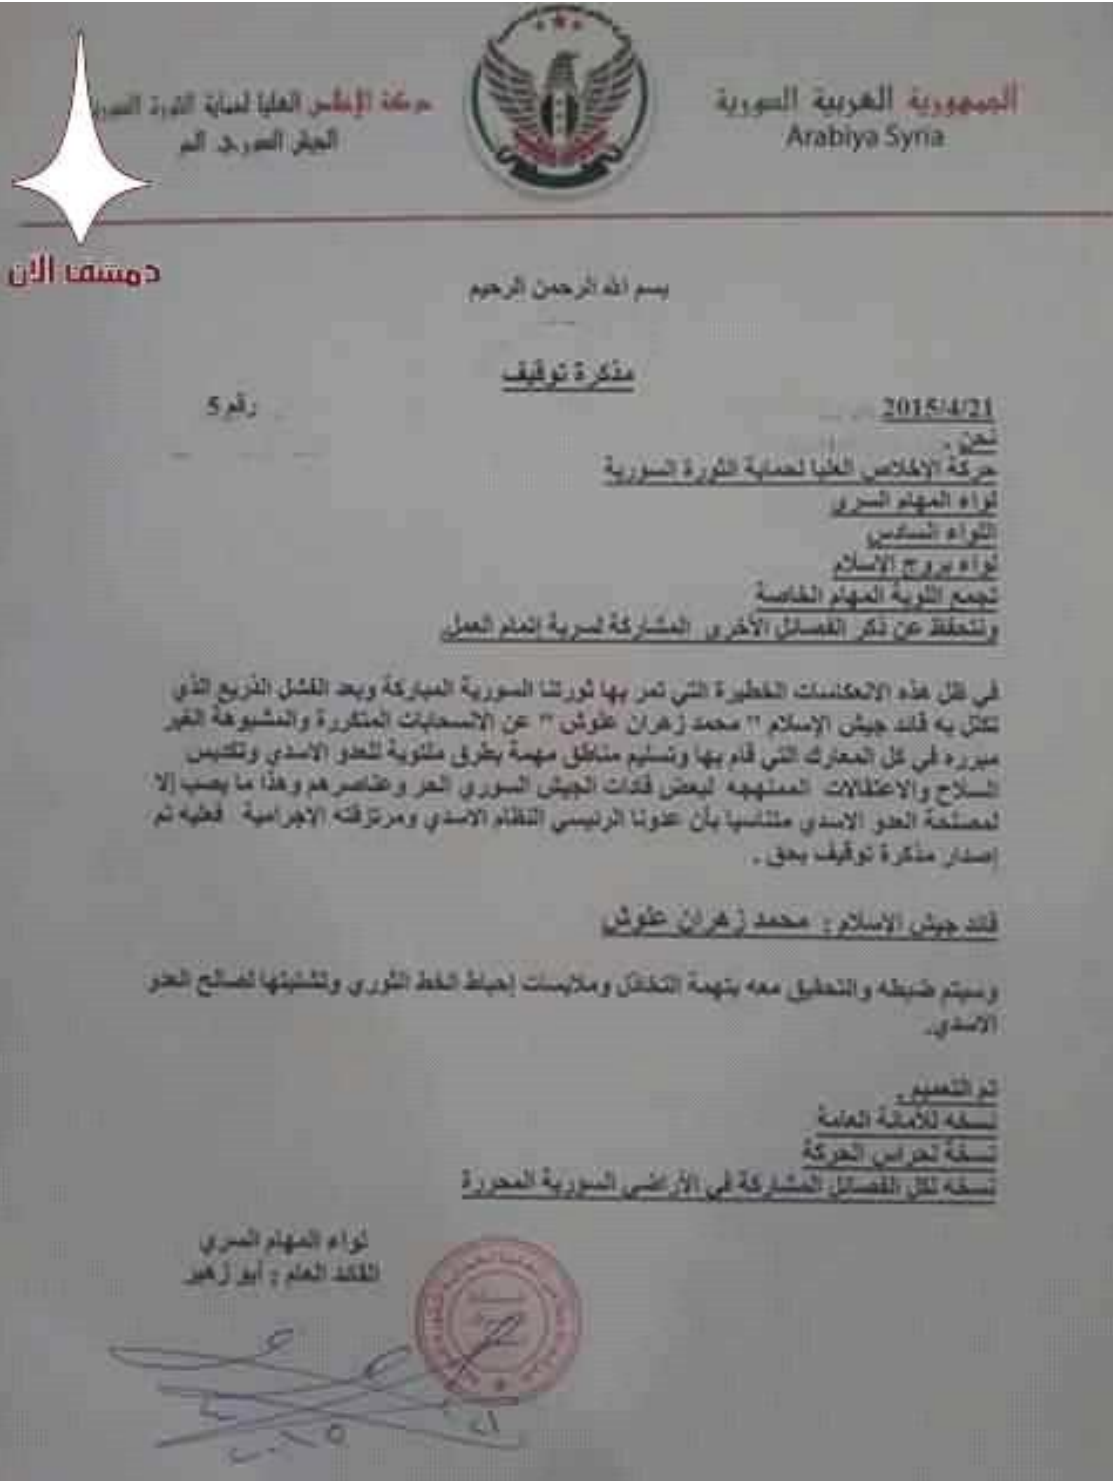 الجمهورية العربية السورية
Arabiya Syria
حركة الإخلاص العليا لحماية الثورة السورية
الجيش السوري الحر
دمشق الآن
بسم الله الرحمن الرحيم
مذكرة توقيف
2015/4/21 رقم 5
نحن .
حركة الاخلاص العليا لحماية الثورة السورية
لواء المهام السري
اللواء السادس
لواء بروج الإسلام
تجمع اللوية المهام الخاصة
ونتحفظ عن ذكر الفصائل الأخرى المشاركة لسرية إتمام العمل.
في ظل هذه الانعكاسات الخطيرة التي تمر بها ثورتنا السورية المباركة وبعد الفشل الذريع الذي
تكلل به قائد جيش الإسلام " محمد زهران علوش " عن الانسحابات المتكررة والمشبوهة الغير
مبرره في كل المعارك التي قام بها وتسليم مناطق مهمة بطرق ملتوية للعدو الاسدي وتكديس
السلاح والاعتقالات الممنهجه لبعض قادات الجيش السوري الحر وعناصرهم وهذا ما يصب إلا
لمصلحة العدو الاسدي متناسيا بأن عدونا الرئيسي النظام الاسدي ومرتزقته الاجرامية فعليه تم
إصدار مذكرة توقيف بحق .
قائد جيش الإسلام : محمد زهران علوش
وسيتم ضبطه والتحقيق معه بتهمة التخاذل وملابسات إحباط الخط الثوري وتشتيتها لصالح العدو
الاسدي.
تم التعميم .
نسخه للأمانة العامة
نسخة لحراس الحركة
نسخه لكل الفصائل المشاركة في الأراضي السورية المحررة
لواء المهام السري
القائد العام : أبو زهير